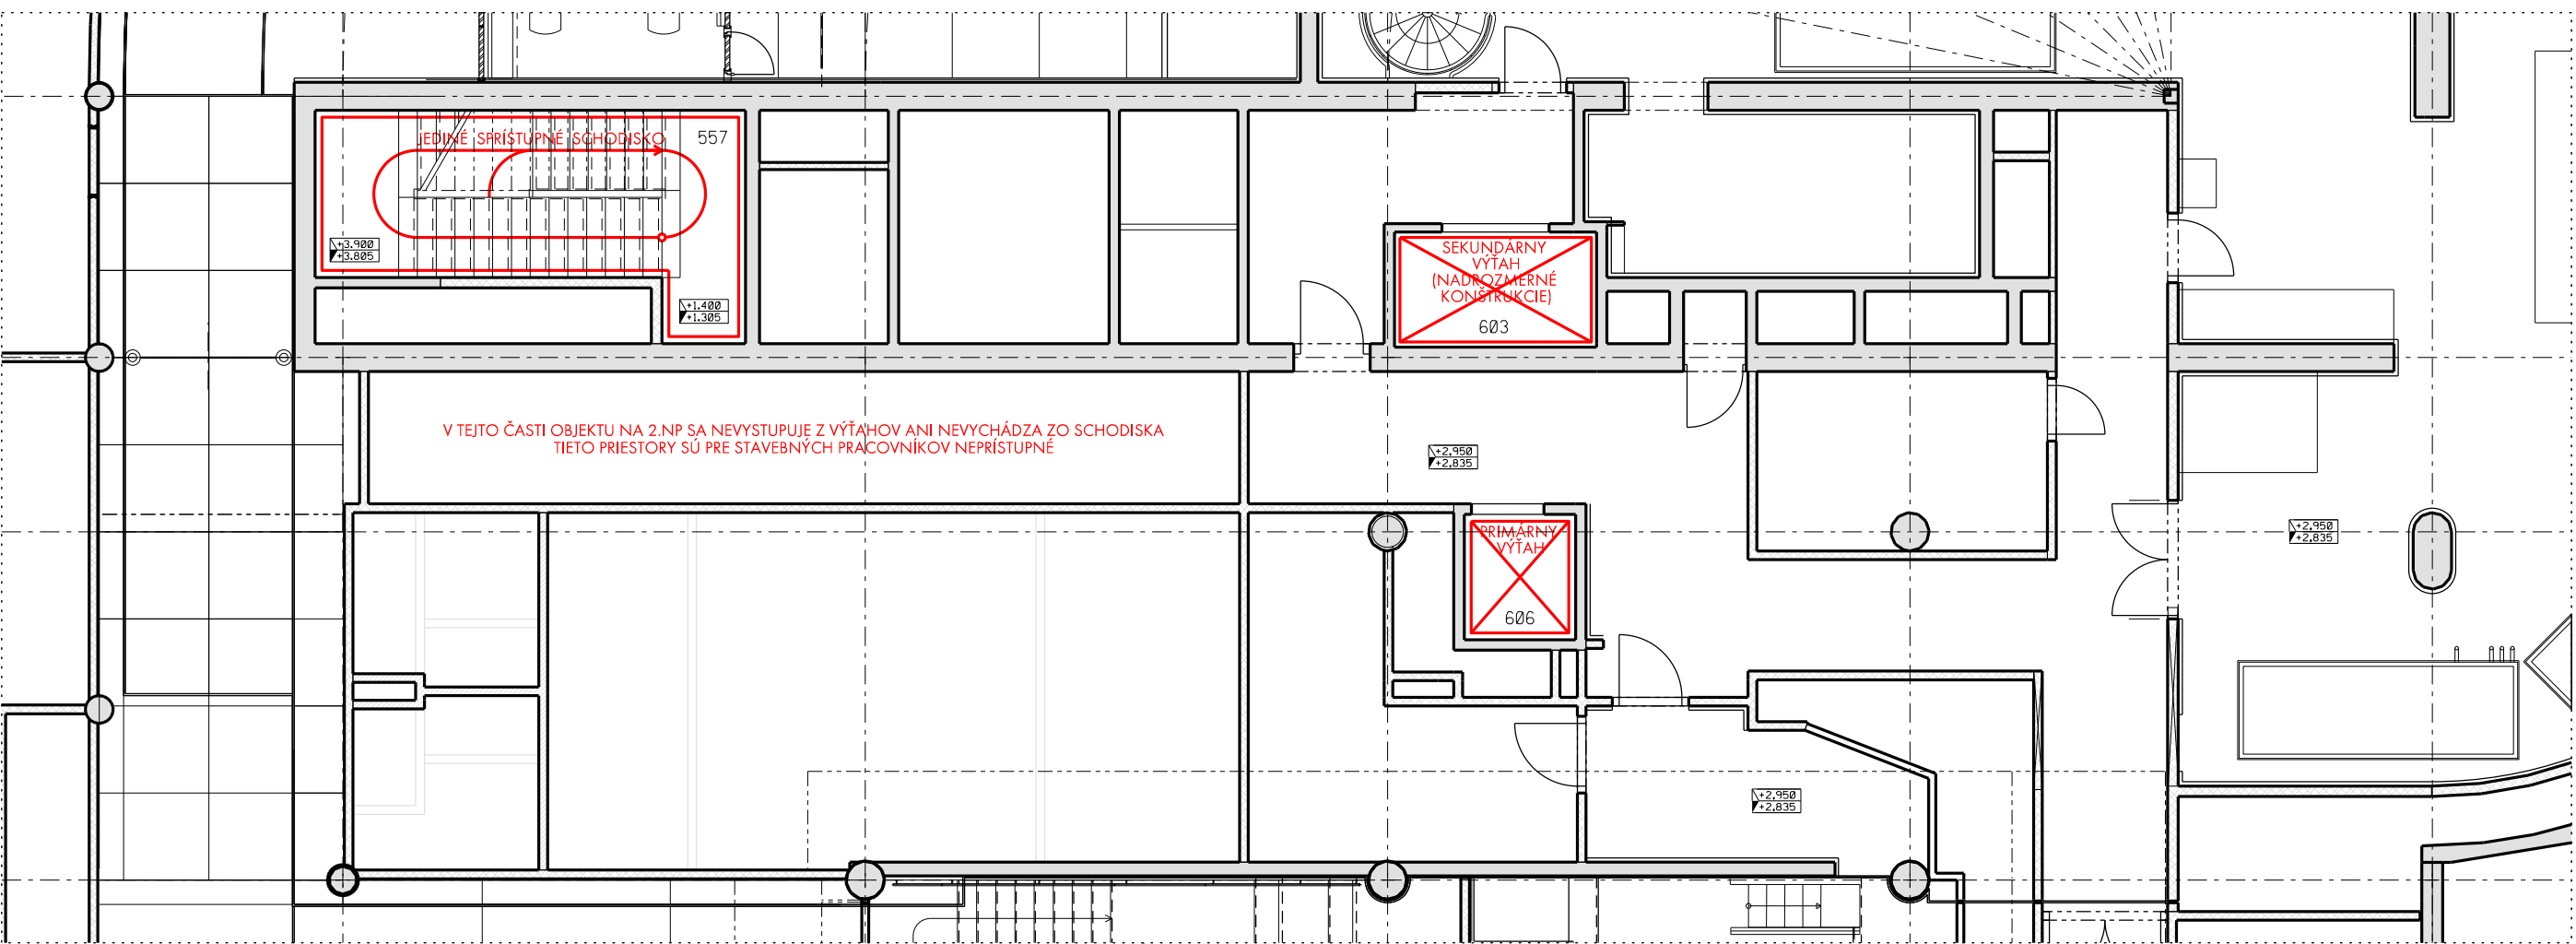 JEDINÉ SPRÍSTUPNÉ SCHODISKO
557
+3.900
+3.805
+1.400
+1.305
SEKUNDÁRNY
VÝŤAH
(NADROZMERNÉ
KONŠTRUKCIE)
603
V TEJTO ČASTI OBJEKTU NA 2.NP SA NEVYSTUPUJE Z VÝŤAHOV ANI NEVYCHÁDZA ZO SCHODISKA
TIETO PRIESTORY SÚ PRE STAVEBNÝCH PRACOVNÍKOV NEPRÍSTUPNÉ
+2,950
+2,835
PRIMÁRNY
VÝŤAH
606
+2,950
+2,835
+2,950
+2,835